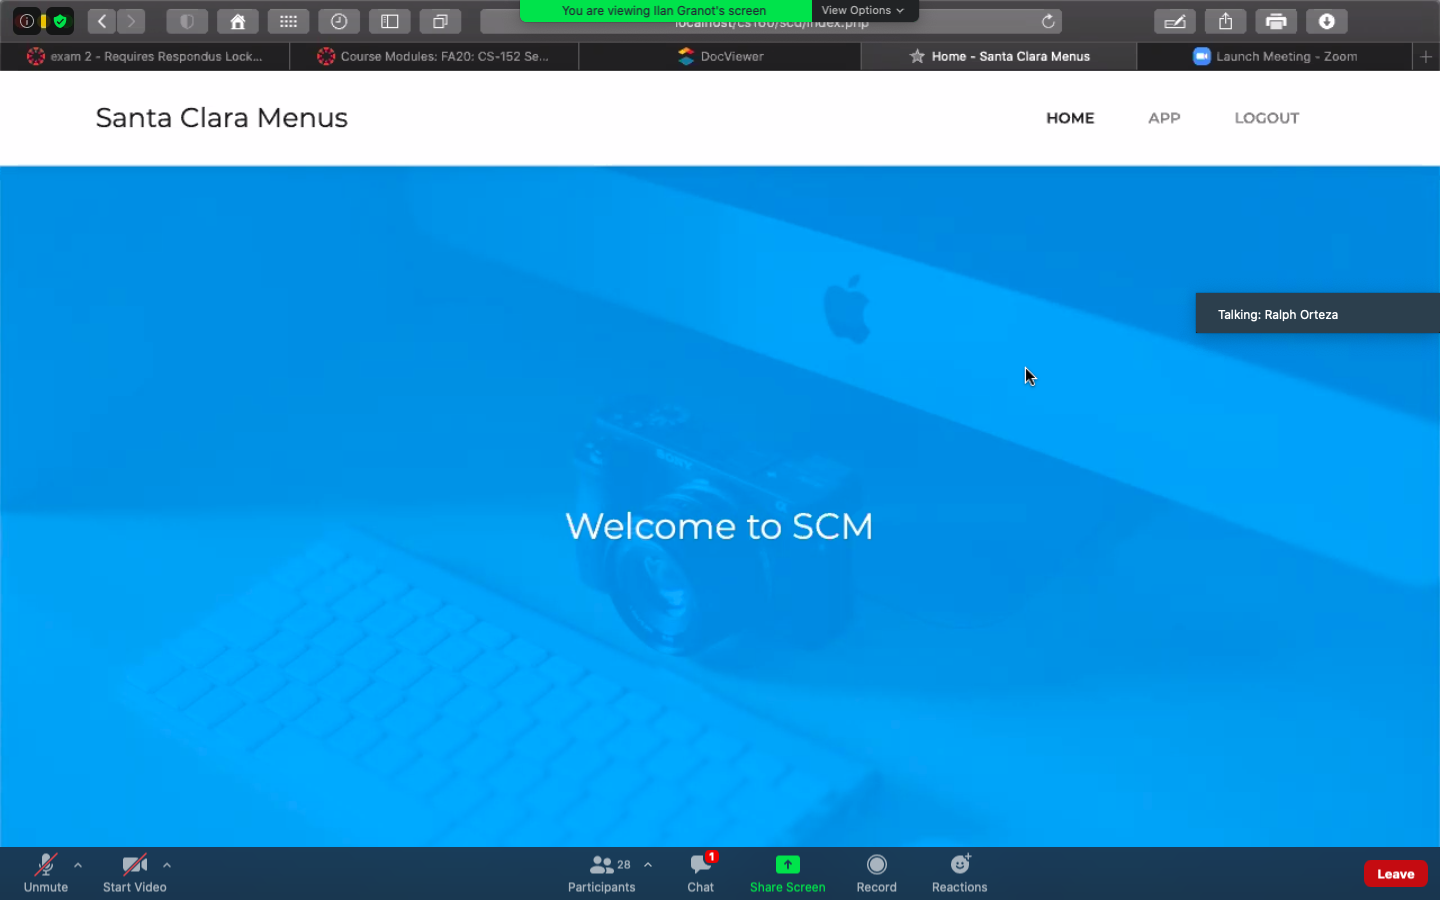 You are viewing Ilan Granot's screen
View Options
localhost/cs160/scu/index.php
exam 2 - Requires Respondus Lock...
Course Modules: FA20: CS-152 Se...
DocViewer
Home - Santa Clara Menus
Launch Meeting - Zoom
Santa Clara Menus
HOME
APP
LOGOUT
Talking: Ralph Orteza
SONY
Welcome to SCM
Unmute
Start Video
28
Participants
1
Chat
Share Screen
Record
Reactions
Leave